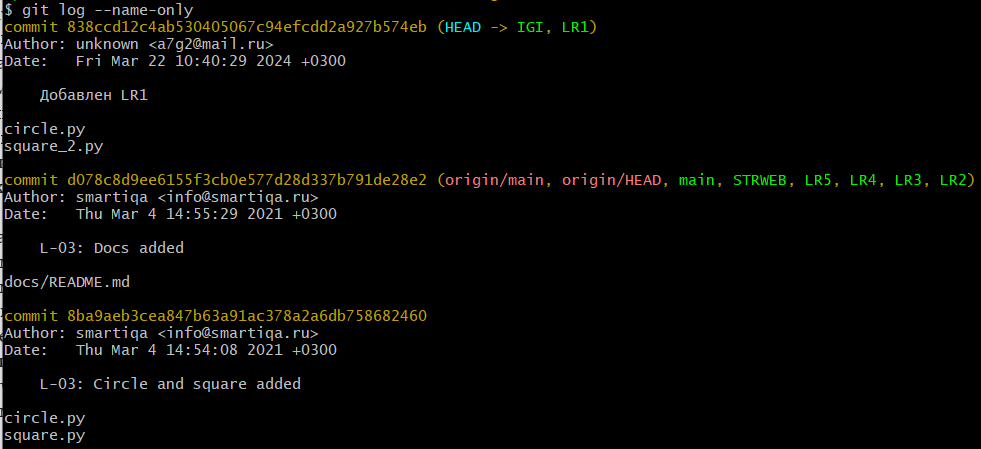 $ git log --name-only
commit 838ccd12c4ab530405067c94efcdd2a927b574eb (HEAD -> IGI, LR1)
Author: unknown <a7g2@mail.ru>
Date:   Fri Mar 22 10:40:29 2024 +0300
Добавлен LR1
circle.py
square_2.py
commit d078c8d9ee6155f3cb0e577d28d337b791de28e2 (origin/main, origin/HEAD, main, STRWEB, LR5, LR4, LR3, LR2)
Author: smartiqa <info@smartiqa.ru>
Date:   Thu Mar 4 14:55:29 2021 +0300
L-03: Docs added
docs/README.md
commit 8ba9aeb3cea847b63a91ac378a2a6db758682460
Author: smartiqa <info@smartiqa.ru>
Date:   Thu Mar 4 14:54:08 2021 +0300
L-03: Circle and square added
circle.py
square.py